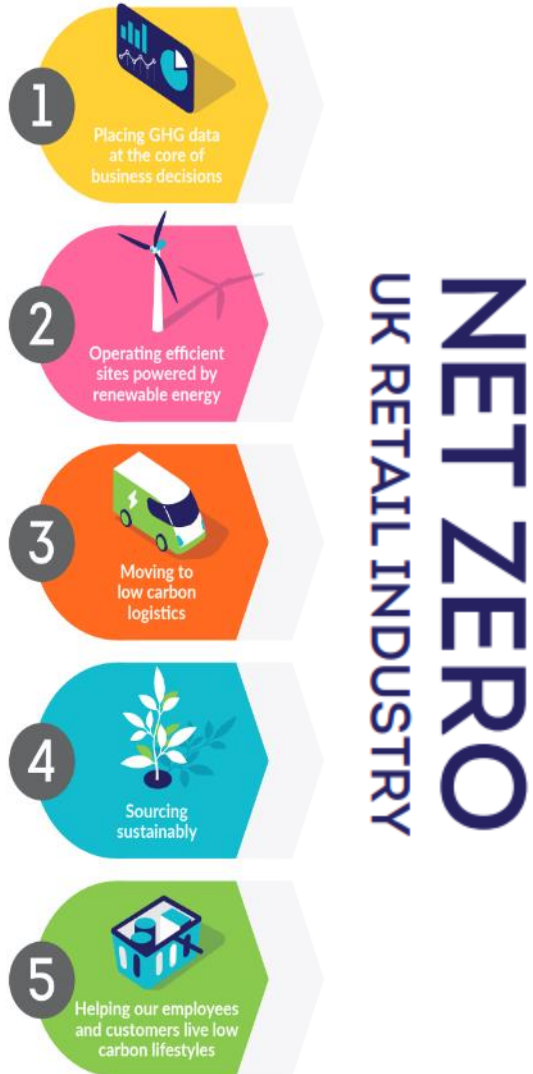 1
Placing GHG data
at the core of
business decisions
2
Operating efficient
sites powered by
renewable energy
3
Moving to
low carbon
logistics
4
Sourcing
sustainably
5
Helping our employees
and customers live low
carbon lifestyles
NET ZERO
UK RETAIL INDUSTRY